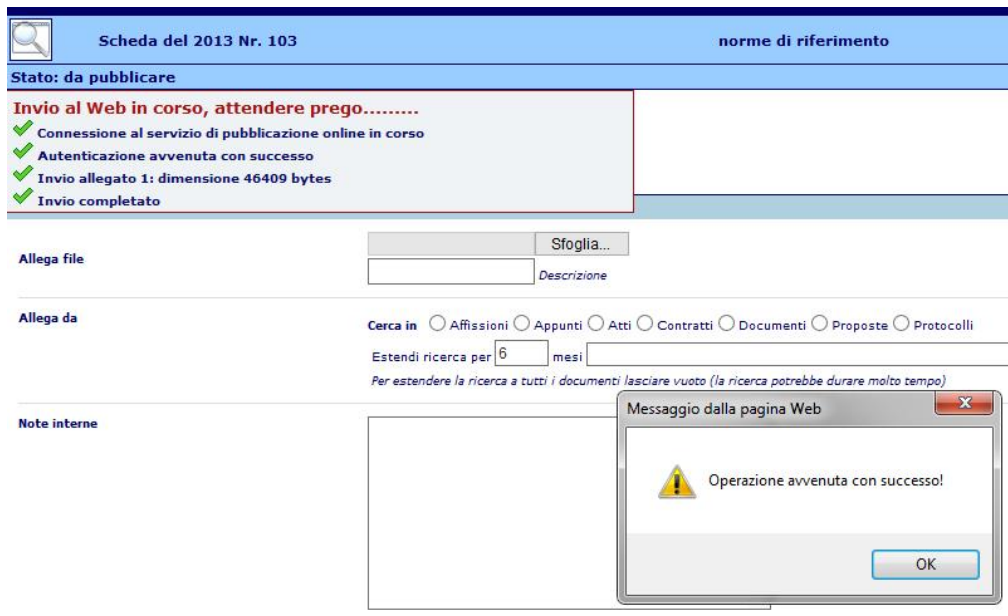 Scheda del 2013 Nr. 103 norme di riferimento
Stato: da pubblicare
Invio al Web in corso, attendere prego.........
Connessione al servizio di pubblicazione online in corso
Autenticazione avvenuta con successo
Invio allegato 1: dimensione 46409 bytes
Invio completato
Allega file
Sfoglia...
Descrizione
Allega da
Cerca in Affissioni Appunti Atti Contratti Documenti Proposte Protocolli
Estendi ricerca per 6 mesi
Per estendere la ricerca a tutti i documenti lasciare vuoto (la ricerca potrebbe durare molto tempo)
Note interne
Messaggio dalla pagina Web
Operazione avvenuta con successo!
OK